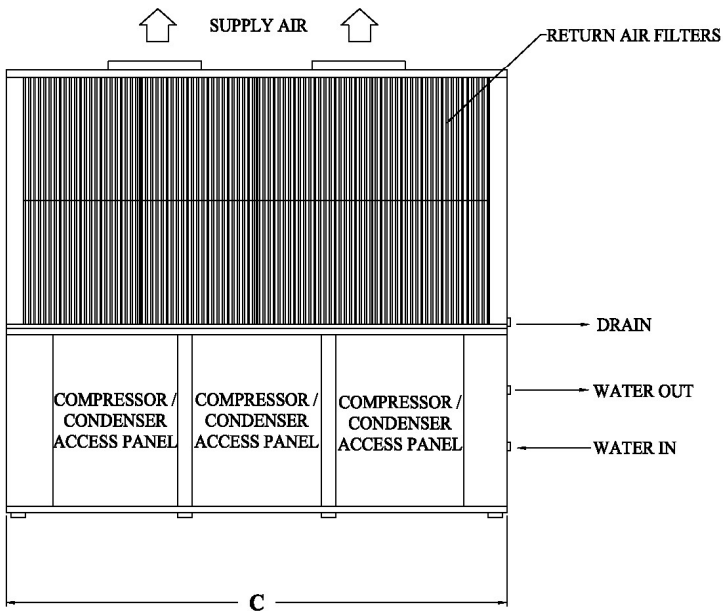 SUPPLY AIR
RETURN AIR FILTERS
DRAIN
WATER OUT
WATER IN
COMPRESSOR /
CONDENSER
ACCESS PANEL
COMPRESSOR /
CONDENSER
ACCESS PANEL
COMPRESSOR /
CONDENSER
ACCESS PANEL
C